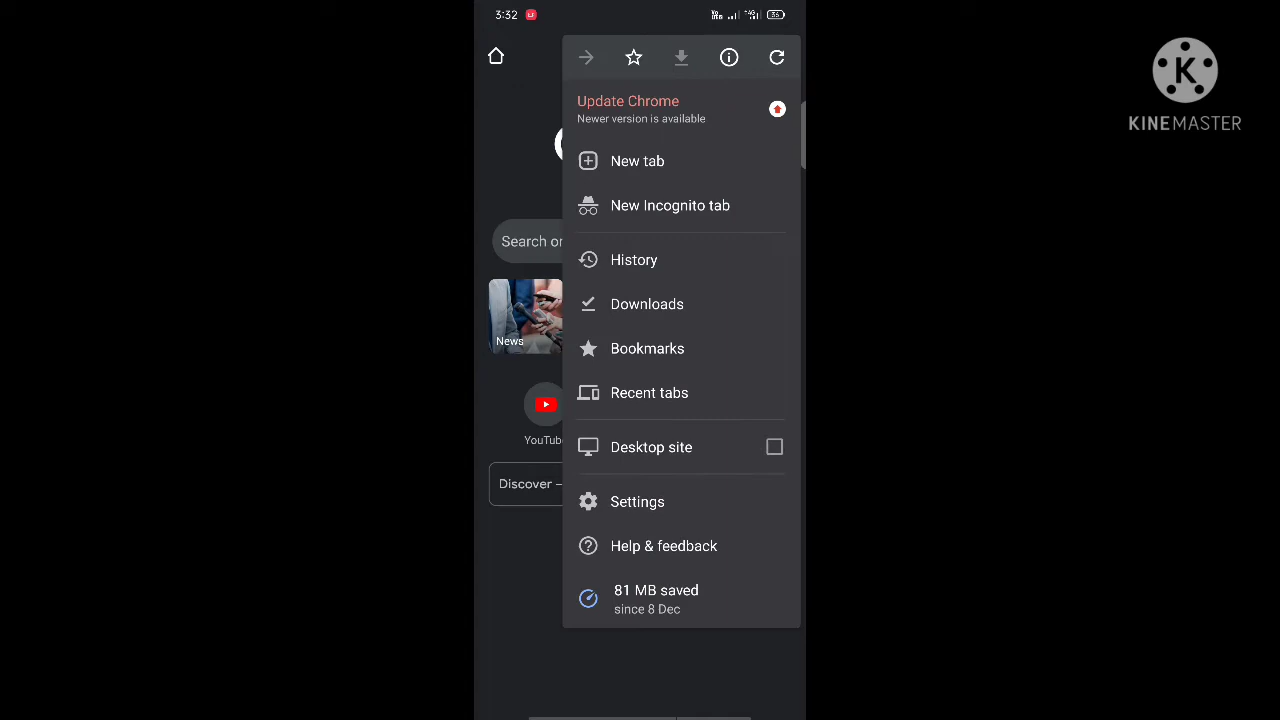 3:32
36
K
KINEMASTER
Update Chrome
Newer version is available
New tab
New Incognito tab
Search or
History
Downloads
News
Bookmarks
Recent tabs
YouTube
Desktop site
Discover –
Settings
Help & feedback
81 MB saved
since 8 Dec